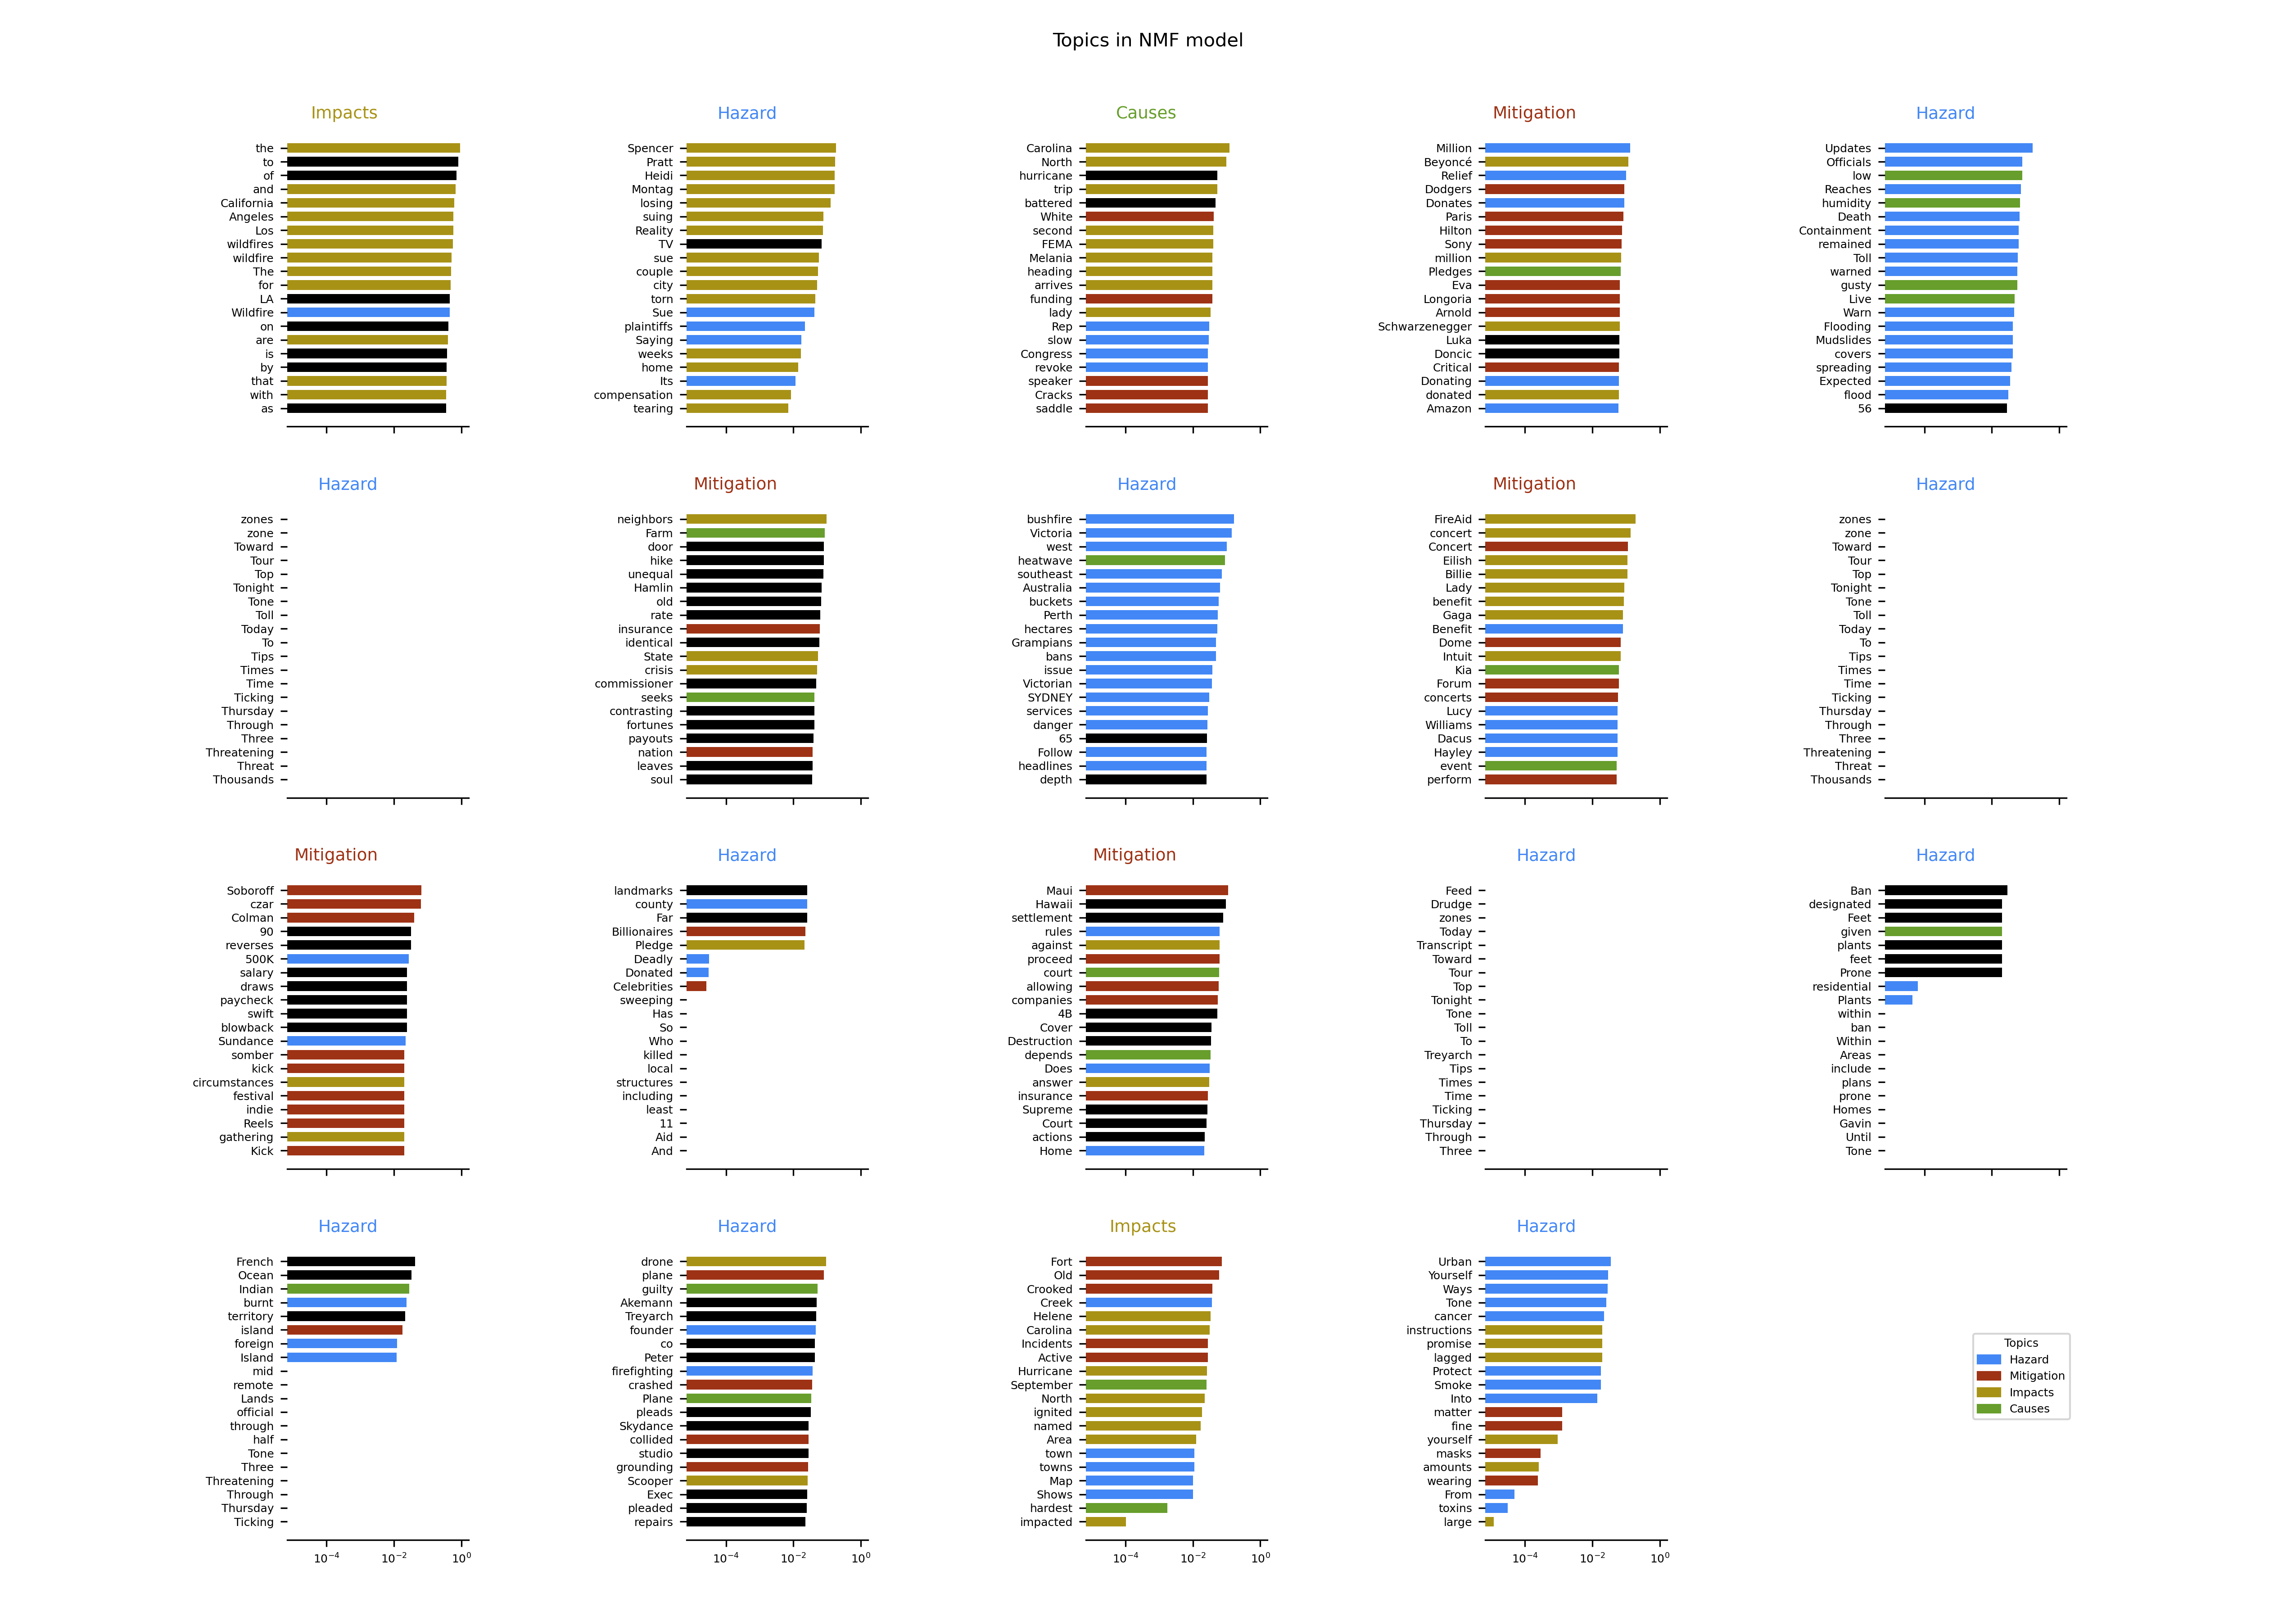 Topics in NMF model
Impacts
the
to
of
and
California
Angeles
Los
wildfires
wildfire
The
for
LA
Wildfire
on
are
is
by
that
with
as
Hazard
Spencer
Pratt
Heidi
Montag
losing
suing
Reality
TV
sue
couple
city
torn
Sue
plaintiffs
Saying
weeks
home
Its
compensation
tearing
Causes
Carolina
North
hurricane
trip
battered
White
second
FEMA
Melania
heading
arrives
funding
lady
Rep
slow
Congress
revoke
speaker
Cracks
saddle
Mitigation
Million
Beyoncé
Relief
Dodgers
Donates
Paris
Hilton
Sony
million
Pledges
Eva
Longoria
Arnold
Schwarzenegger
Luka
Doncic
Critical
Donating
donated
Amazon
Hazard
Updates
Officials
low
Reaches
humidity
Death
Containment
remained
Toll
warned
gusty
Live
Warn
Flooding
Mudslides
covers
spreading
Expected
flood
56
Hazard
zones
zone
Toward
Tour
Top
Tonight
Tone
Toll
Today
To
Tips
Times
Time
Ticking
Thursday
Through
Three
Threatening
Threat
Thousands
Mitigation
neighbors
Farm
door
hike
unequal
Hamlin
old
rate
insurance
identical
State
crisis
commissioner
seeks
contrasting
fortunes
payouts
nation
leaves
soul
Hazard
bushfire
Victoria
west
heatwave
southeast
Australia
buckets
Perth
hectares
Grampians
bans
issue
Victorian
SYDNEY
services
danger
65
Follow
headlines
depth
Mitigation
FireAid
concert
Concert
Eilish
Billie
Lady
benefit
Gaga
Benefit
Dome
Intuit
Kia
Forum
concerts
Lucy
Williams
Dacus
Hayley
event
perform
Hazard
zones
zone
Toward
Tour
Top
Tonight
Tone
Toll
Today
To
Tips
Times
Time
Ticking
Thursday
Through
Three
Threatening
Threat
Thousands
Mitigation
Soboroff
czar
Colman
90
reverses
500K
salary
draws
paycheck
swift
blowback
Sundance
somber
kick
circumstances
festival
indie
Reels
gathering
Kick
Hazard
landmarks
county
Far
Billionaires
Pledge
Deadly
Donated
Celebrities
sweeping
Has
So
Who
killed
local
structures
including
least
11
Aid
And
Mitigation
Maui
Hawaii
settlement
rules
against
proceed
court
allowing
companies
4B
Cover
Destruction
depends
Does
answer
insurance
Supreme
Court
actions
Home
Hazard
Feed
Drudge
zones
Today
Transcript
Toward
Tour
Top
Tonight
Tone
Toll
To
Treyarch
Tips
Times
Time
Ticking
Thursday
Through
Three
Hazard
Ban
designated
Feet
given
plants
feet
Prone
residential
Plants
within
ban
Within
Areas
include
plans
prone
Homes
Gavin
Until
Tone
Hazard
French
Ocean
Indian
burnt
territory
island
foreign
Island
mid
remote
Lands
official
through
half
Tone
Three
Threatening
Through
Thursday
Ticking
10⁻⁴ 10⁻² 10⁰
Hazard
drone
plane
guilty
Akemann
Treyarch
founder
co
Peter
firefighting
crashed
Plane
pleads
Skydance
collided
studio
grounding
Scooper
Exec
pleaded
repairs
10⁻⁴ 10⁻² 10⁰
Impacts
Fort
Old
Crooked
Creek
Helene
Carolina
Incidents
Active
Hurricane
September
North
ignited
named
Area
town
towns
Map
Shows
hardest
impacted
10⁻⁴ 10⁻² 10⁰
Hazard
Urban
Yourself
Ways
Tone
cancer
instructions
promise
lagged
Protect
Smoke
Into
matter
fine
yourself
masks
amounts
wearing
From
toxins
large
10⁻⁴ 10⁻² 10⁰
Topics
Hazard
Mitigation
Impacts
Causes